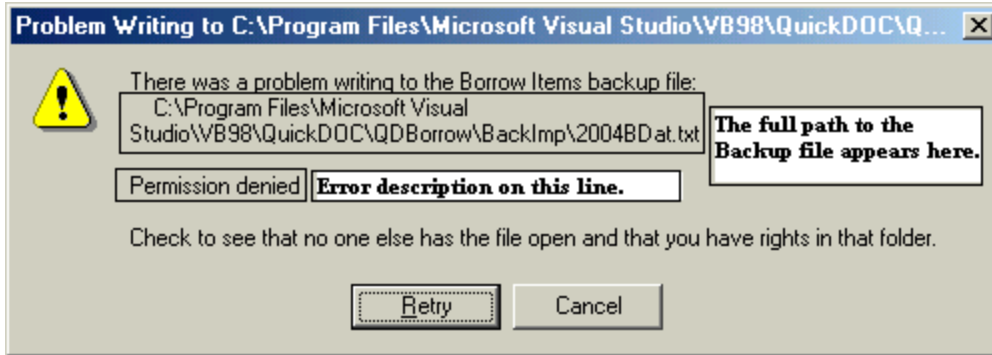 Problem Writing to C:\Program Files\Microsoft Visual Studio\VB98\QuickDOC\Q...
There was a problem writing to the Borrow Items backup file:
C:\Program Files\Microsoft Visual
Studio\VB98\QuickDOC\QDBorrow\BackImp\2004BDat.txt
The full path to the
Backup file appears here.
Permission denied
Error description on this line.
Check to see that no one else has the file open and that you have rights in that folder.
Retry
Cancel